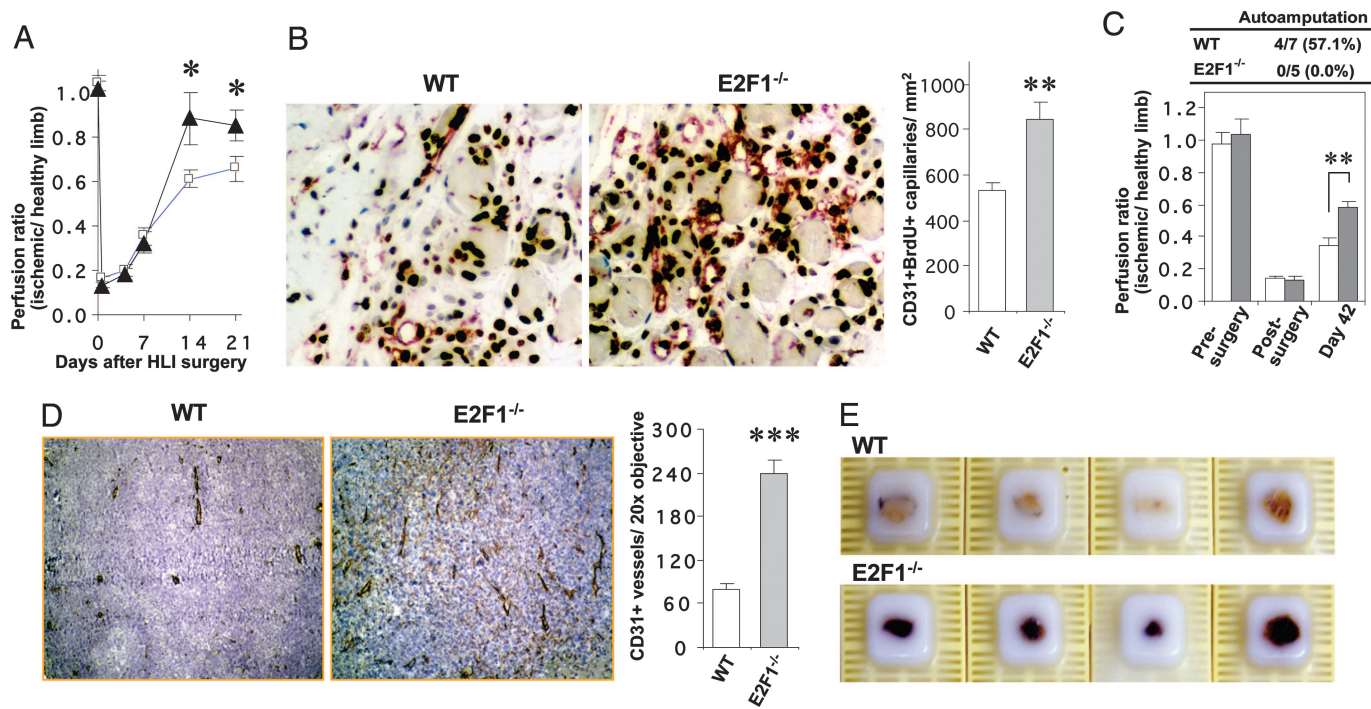 A
Perfusion ratio
(ischemic/ healthy limb)
1.0
0.8
0.6
0.4
0.2
0.0
* *
0 7 14 21
Days after HLI surgery
B
WT E2F1-/-
CD31+BrdU+ capillaries/ mm2
1000
800
600
400
200
0
**
WT E2F1-/-
C
Autoamputation
WT 4/7 (57.1%)
E2F1-/- 0/5 (0.0%)
Perfusion ratio
(ischemic/ healthy limb)
1.2
1.0
0.8
0.6
0.4
0.2
0.0
**
Pre-
surgery
Post-
surgery
Day 42
D
WT E2F1-/-
CD31+ vessels/ 20x objective
300
240
180
120
60
0
***
WT E2F1-/-
E
WT
E2F1-/-